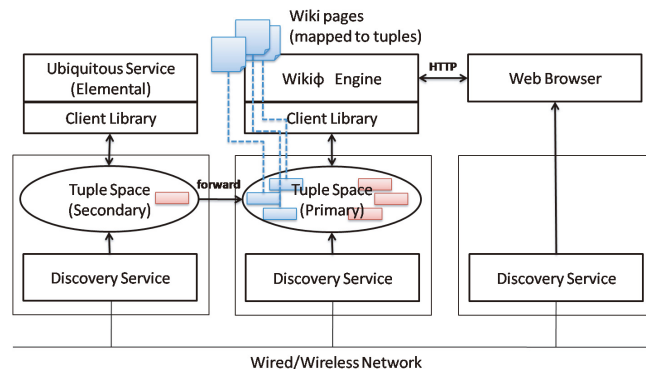 Wiki pages
(mapped to tuples)
Ubiquitous Service
(Elemental)
Client Library
Wikiϕ Engine
Client Library
HTTP
Web Browser
Tuple Space
(Secondary)
forward
Tuple Space
(Primary)
Discovery Service
Discovery Service
Discovery Service
Wired/Wireless Network